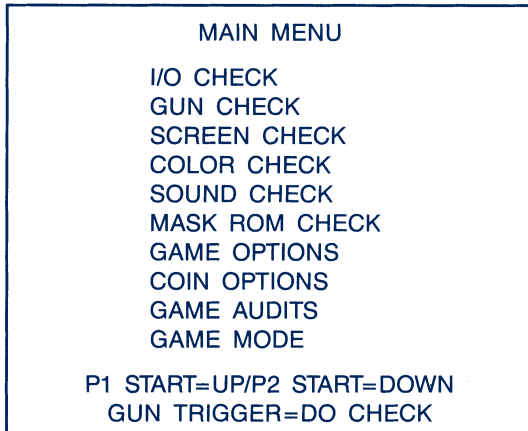 MAIN MENU
I/O CHECK
GUN CHECK
SCREEN CHECK
COLOR CHECK
SOUND CHECK
MASK ROM CHECK
GAME OPTIONS
COIN OPTIONS
GAME AUDITS
GAME MODE
P1 START=UP/P2 START=DOWN
GUN TRIGGER=DO CHECK